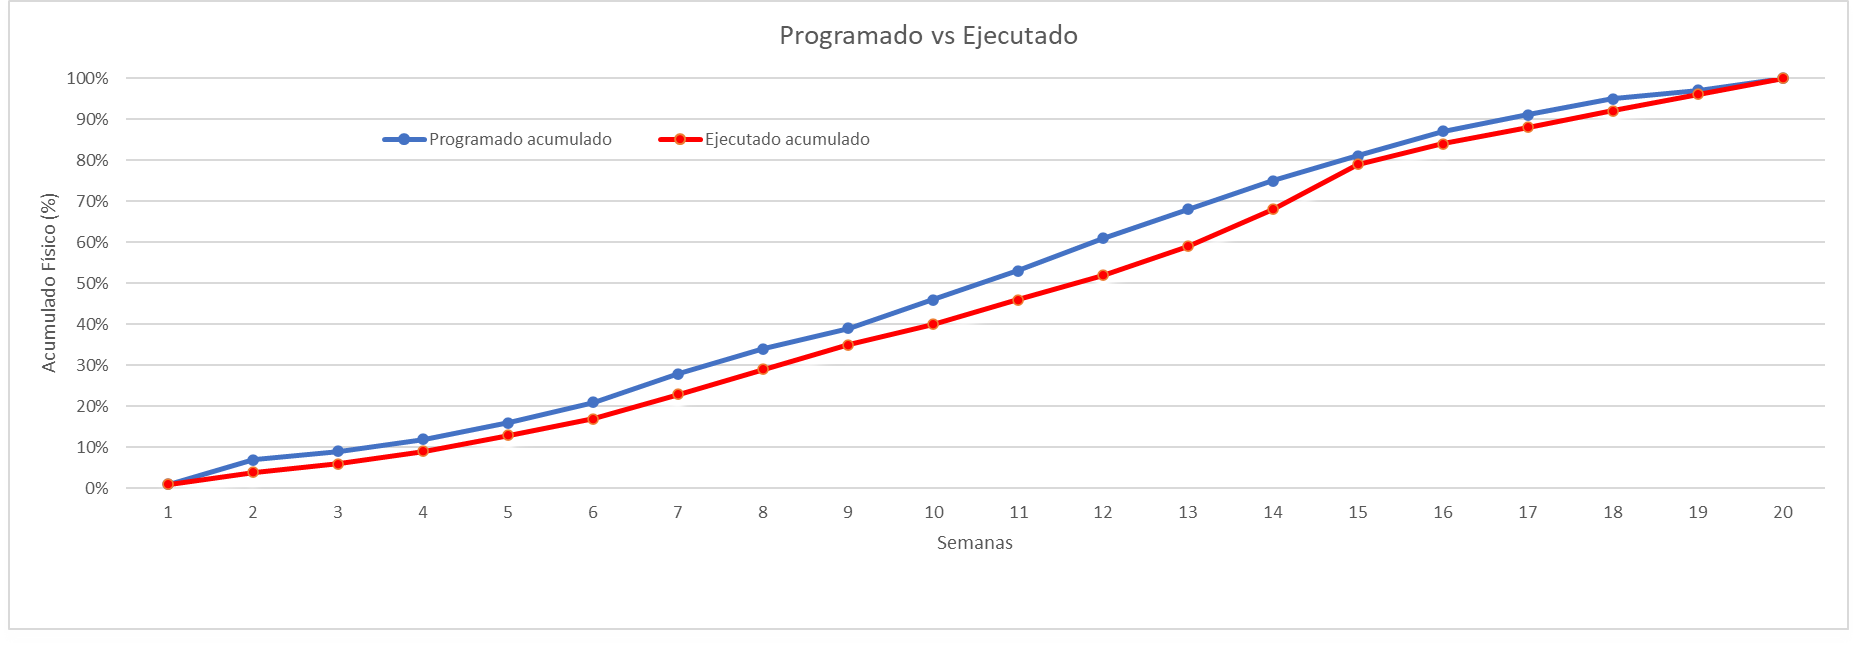 Programado vs Ejecutado
100%
90%
Programado acumulado Ejecutado acumulado
80%
70%
60%
50%
40%
30%
20%
10%
0%
Acumulado Físico (%)
1 2 3 4 5 6 7 8 9 10 11 12 13 14 15 16 17 18 19 20
Semanas